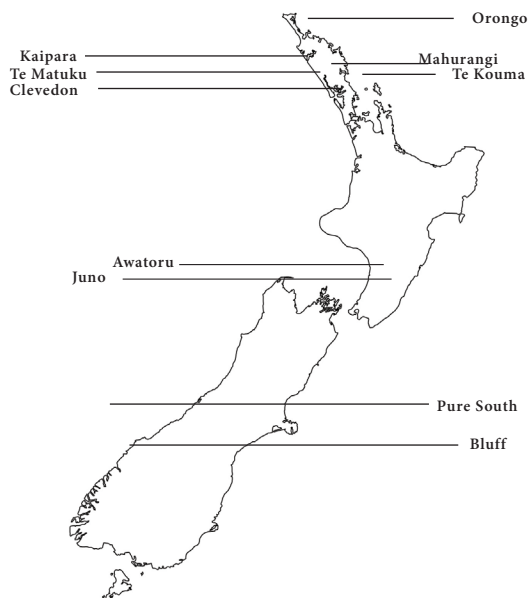 Orongo
Kaipara
Mahurangi
Te Matuku
Te Kouma
Clevedon
Awatoru
Juno
Pure South
Bluff